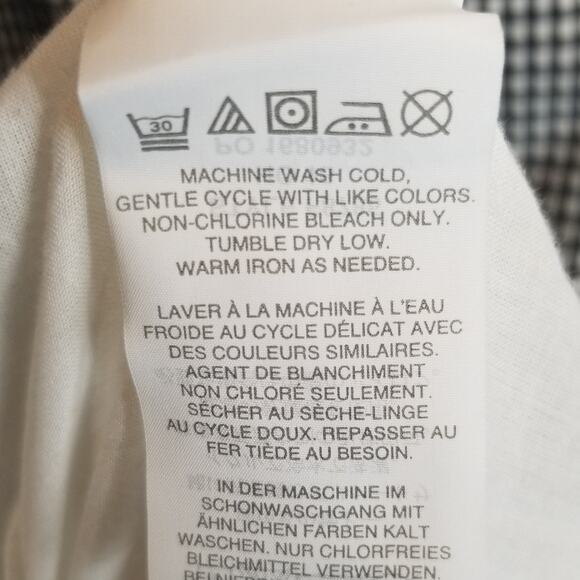 30
PO 1680932
MACHINE WASH COLD,
GENTLE CYCLE WITH LIKE COLORS.
NON-CHLORINE BLEACH ONLY.
TUMBLE DRY LOW.
WARM IRON AS NEEDED.
LAVER À LA MACHINE À L'EAU
FROIDE AU CYCLE DÉLICAT AVEC
DES COULEURS SIMILAIRES.
AGENT DE BLANCHIMENT
NON CHLORÉ SEULEMENT.
SÉCHER AU SÈCHE-LINGE
AU CYCLE DOUX. REPASSER AU
FER TIÈDE AU BESOIN.
IN DER MASCHINE IM
SCHONWASCHGANG MIT
ÄHNLICHEN FARBEN KALT
WASCHEN. NUR CHLORFREIES
BLEICHMITTEL VERWENDEN.